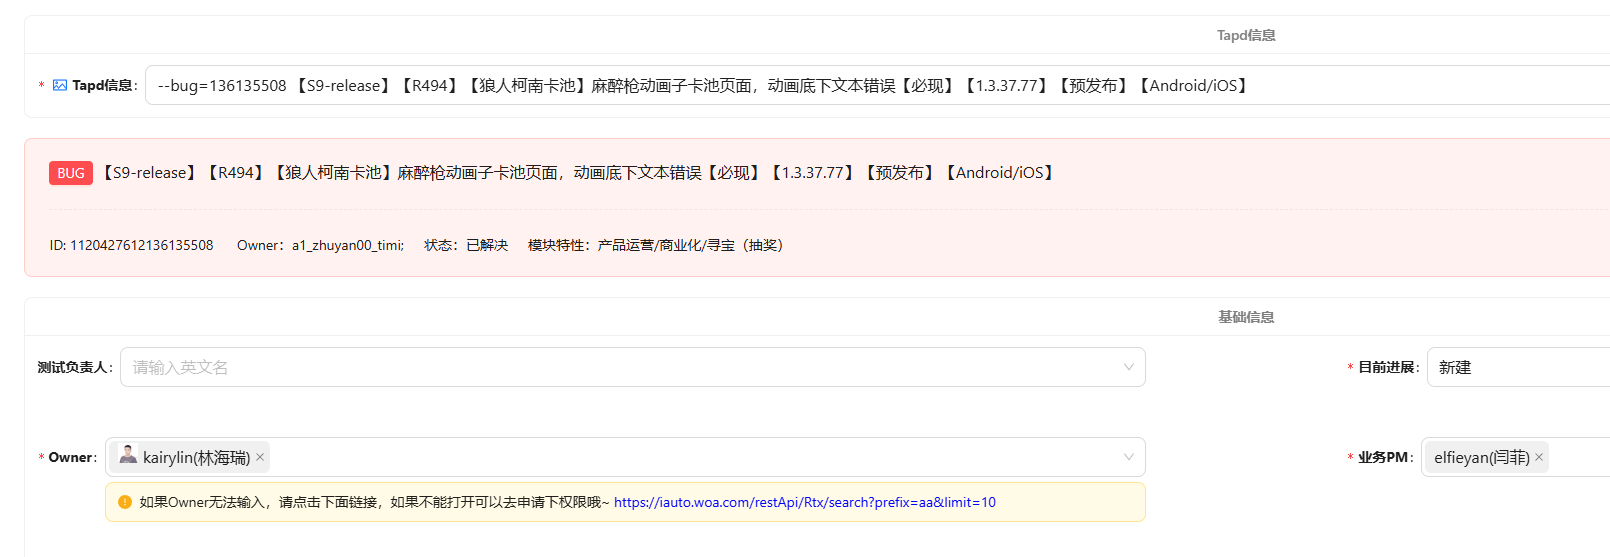 Tapd信息
* Tapd信息: --bug=136135508 【S9-release】【R494】【狼人柯南卡池】麻醉枪动画子卡池页面，动画底下文本错误【必现】【1.3.37.77】【预发布】【Android/iOS】
BUG 【S9-release】【R494】【狼人柯南卡池】麻醉枪动画子卡池页面，动画底下文本错误【必现】【1.3.37.77】【预发布】【Android/iOS】
ID: 1120427612136135508 Owner：a1_zhuyan00_timi; 状态：已解决 模块特性：产品运营/商业化/寻宝（抽奖）
基础信息
测试负责人: 请输入英文名 * 目前进展: 新建
* Owner: kairylin(林海瑞) × * 业务PM: elfieyan(闫菲) ×
如果Owner无法输入，请点击下面链接，如果不能打开可以去申请下权限哦~ https://iauto.woa.com/restApi/Rtx/search?prefix=aa&limit=10